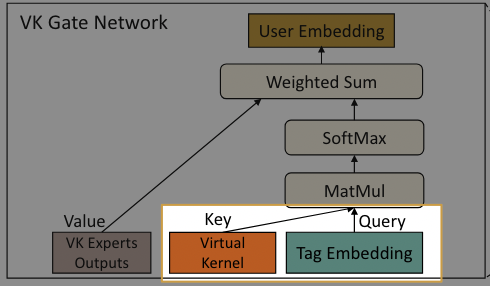 VK Gate Network
User Embedding
Weighted Sum
SoftMax
MatMul
Value
Key
Query
VK Experts
Outputs
Virtual
Kernel
Tag Embedding